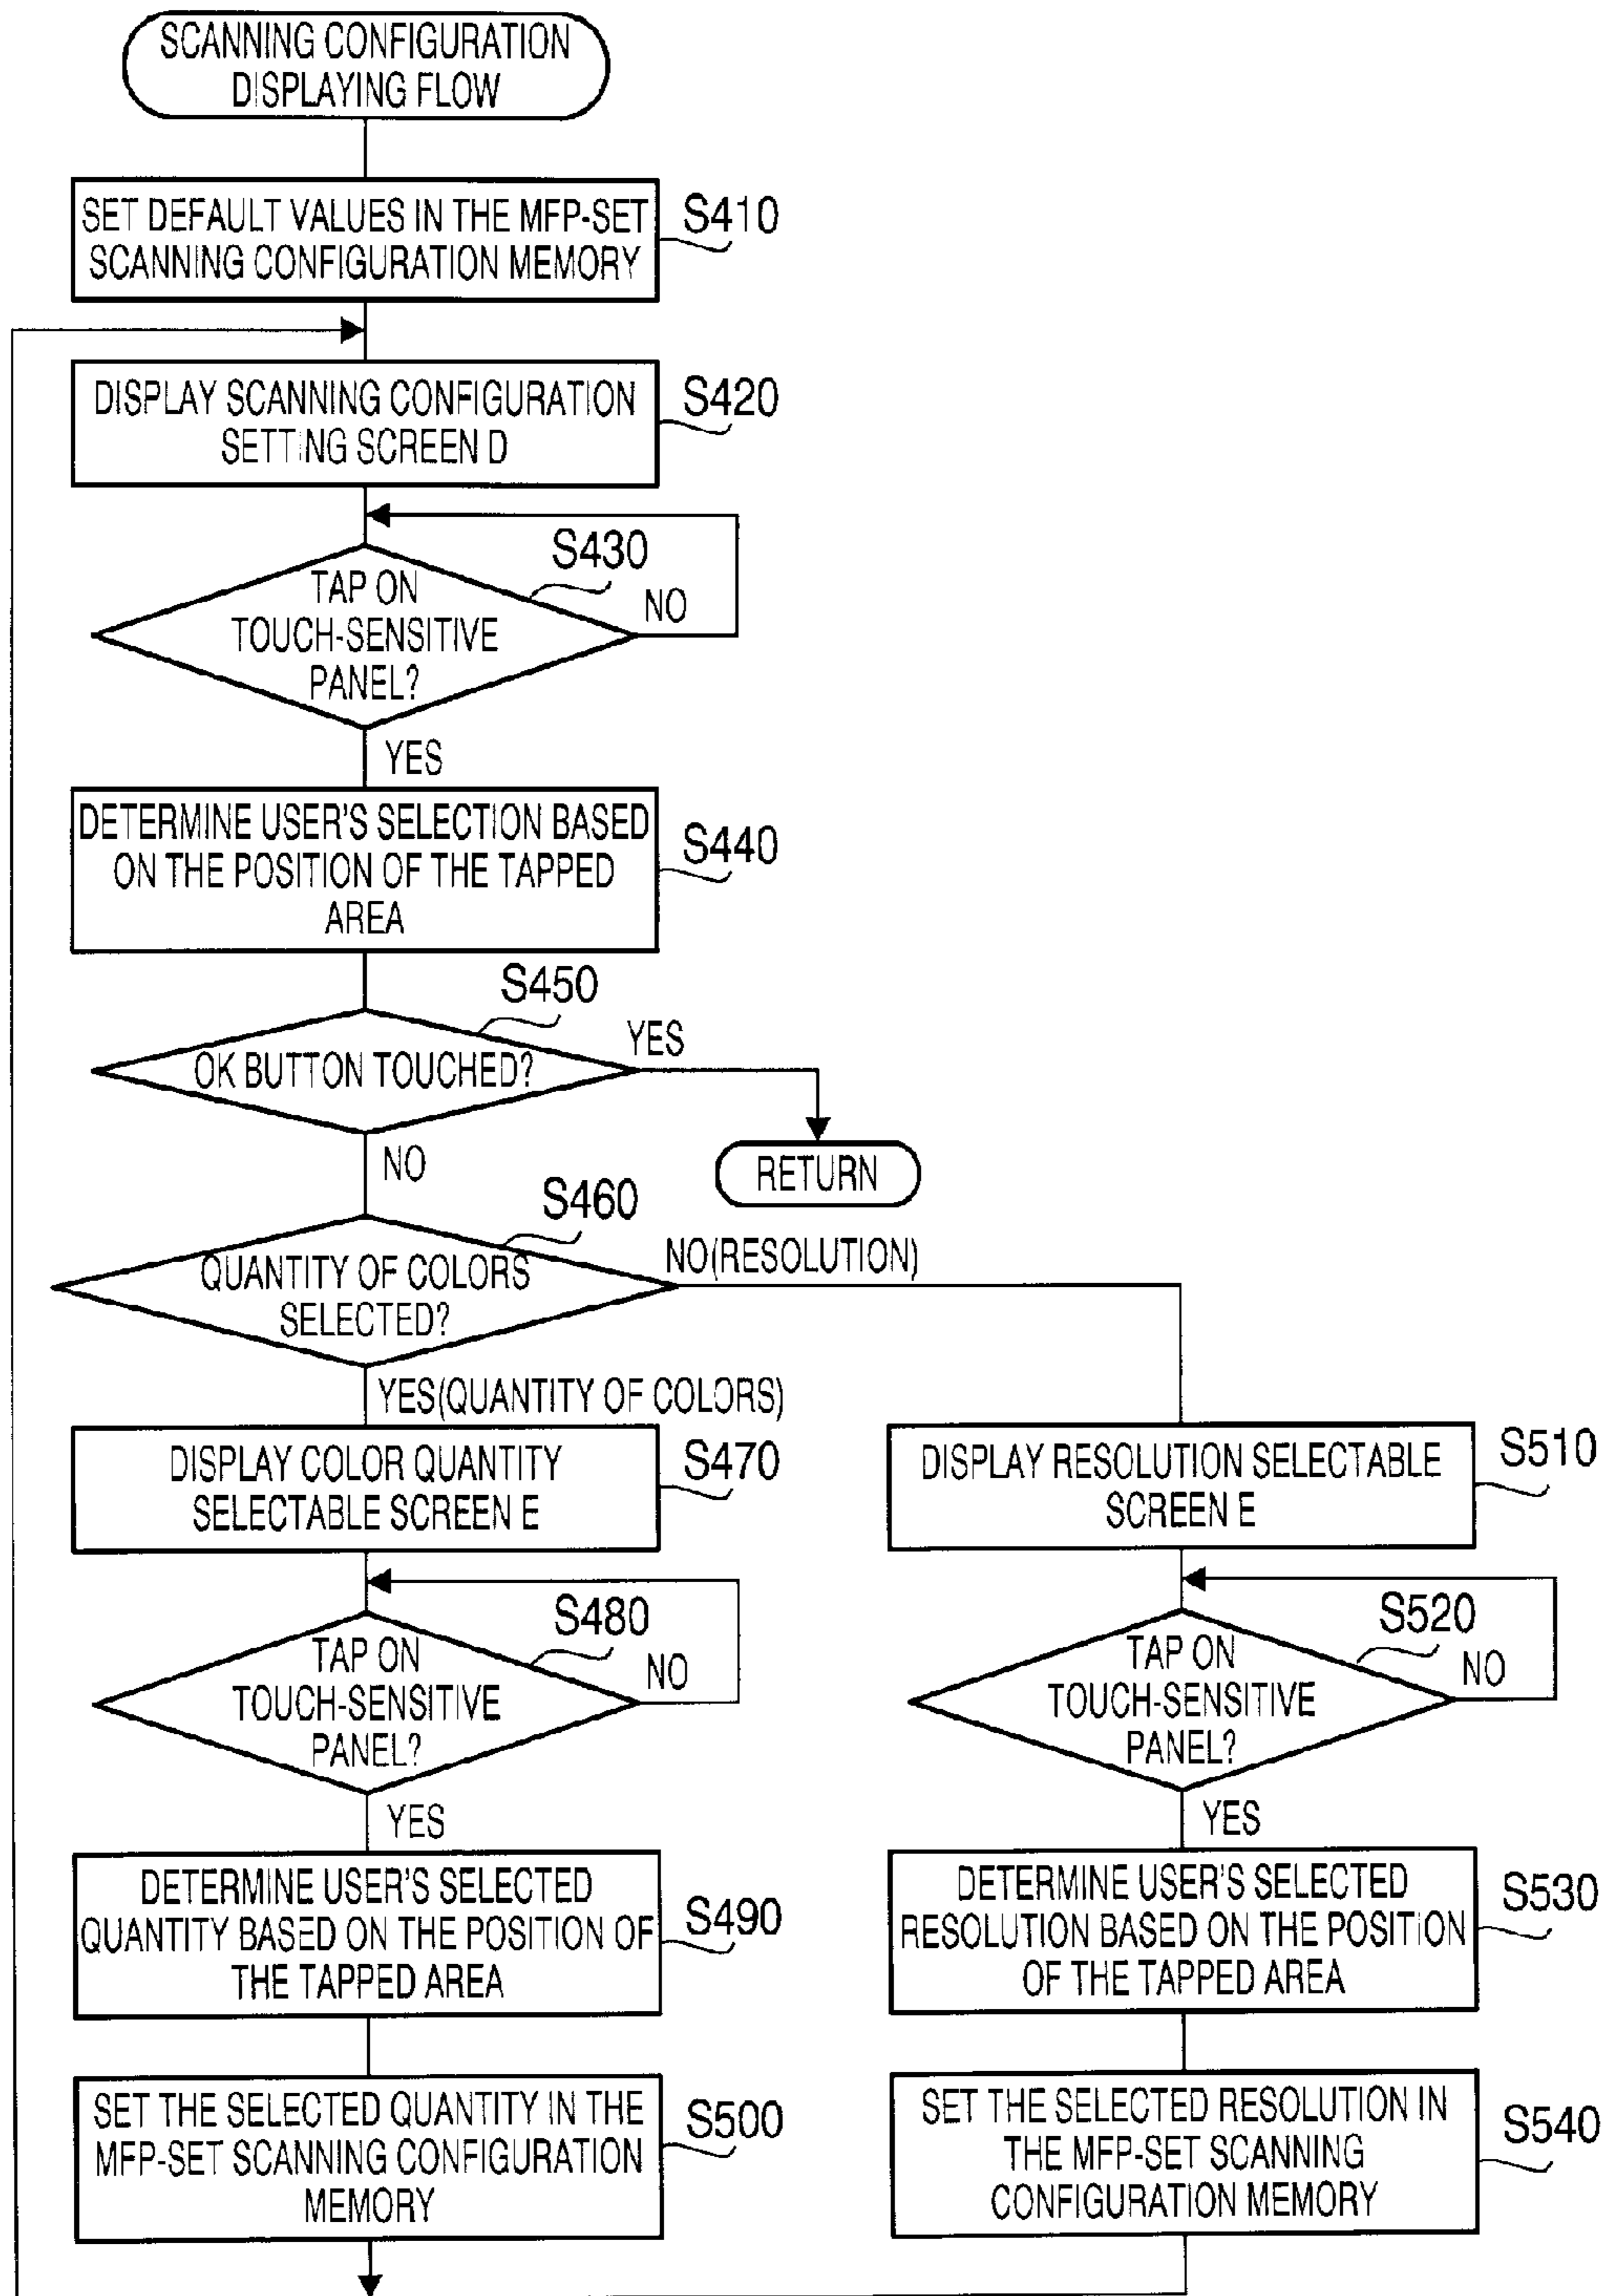 SCANNING CONFIGURATION
DISPLAYING FLOW
SET DEFAULT VALUES IN THE MFP-SET
SCANNING CONFIGURATION MEMORY
S410
DISPLAY SCANNING CONFIGURATION
SETTING SCREEN D
S420
S430
TAP ON
TOUCH-SENSITIVE
PANEL?
NO
YES
DETERMINE USER'S SELECTION BASED
ON THE POSITION OF THE TAPPED
AREA
S440
S450
OK BUTTON TOUCHED?
YES
NO
RETURN
S460
QUANTITY OF COLORS
SELECTED?
NO(RESOLUTION)
YES(QUANTITY OF COLORS)
DISPLAY COLOR QUANTITY
SELECTABLE SCREEN E
S470
S480
TAP ON
TOUCH-SENSITIVE
PANEL?
NO
YES
DETERMINE USER'S SELECTED
QUANTITY BASED ON THE POSITION OF
THE TAPPED AREA
S490
SET THE SELECTED QUANTITY IN THE
MFP-SET SCANNING CONFIGURATION
MEMORY
S500
DISPLAY RESOLUTION SELECTABLE
SCREEN E
S510
S520
TAP ON
TOUCH-SENSITIVE
PANEL?
NO
YES
DETERMINE USER'S SELECTED
RESOLUTION BASED ON THE POSITION
OF THE TAPPED AREA
S530
SET THE SELECTED RESOLUTION IN
THE MFP-SET SCANNING
CONFIGURATION MEMORY
S540